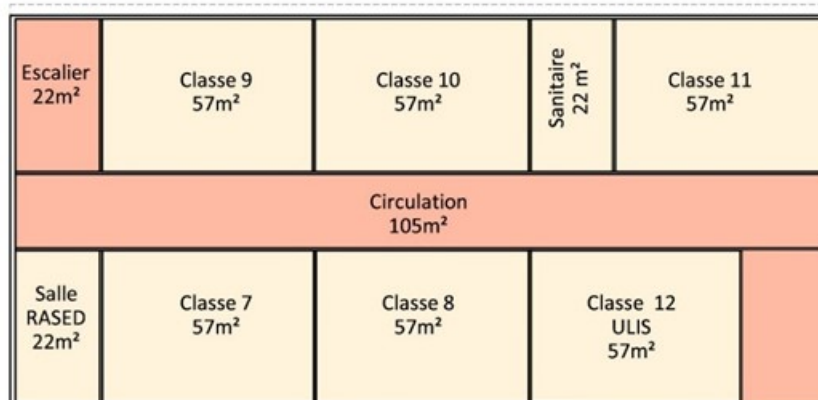 Escalier
22m²
Classe 9
57m²
Classe 10
57m²
Sanitaire
22 m²
Classe 11
57m²
Circulation
105m²
Salle
RASED
22m²
Classe 7
57m²
Classe 8
57m²
Classe 12
ULIS
57m²